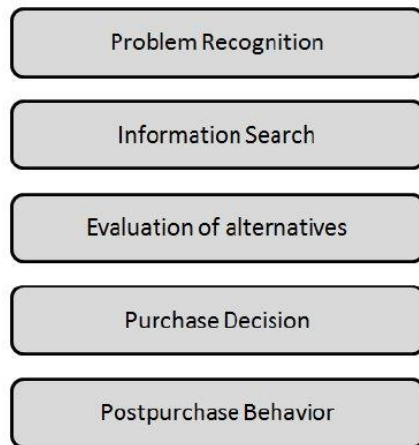 Problem Recognition
Information Search
Evaluation of alternatives
Purchase Decision
Postpurchase Behavior